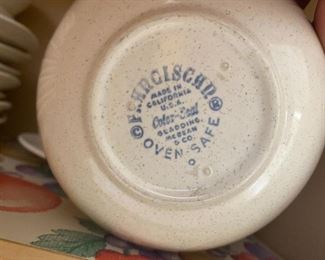 © FRANCISCAN ®
MADE IN
CALIFORNIA
U.S.A.
Color-Seal
GLADDING,
McBEAN
& CO.
OVEN-SAFE